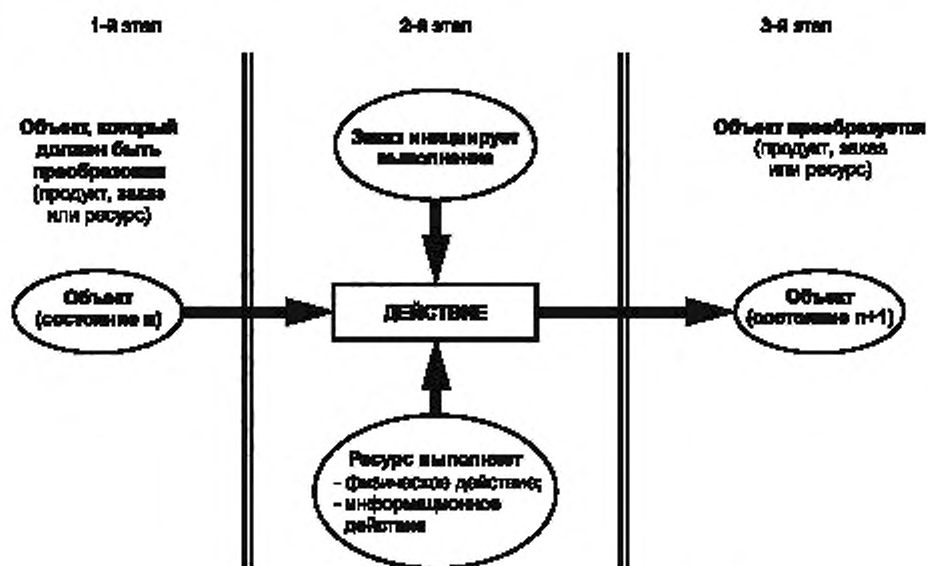 1-й этап
2-й этап
3-й этап
Объект, который
должен быть
преобразован
(продукт, заказ
или ресурс)
Заказ инициирует
выполнение
Объект преобразуется
(продукт, заказ
или ресурс)
Объект
(состояние n)
ДЕЙСТВИЕ
Объект
(состояние n+1)
Ресурс выполняет
- физическое действие;
- информационное
действие